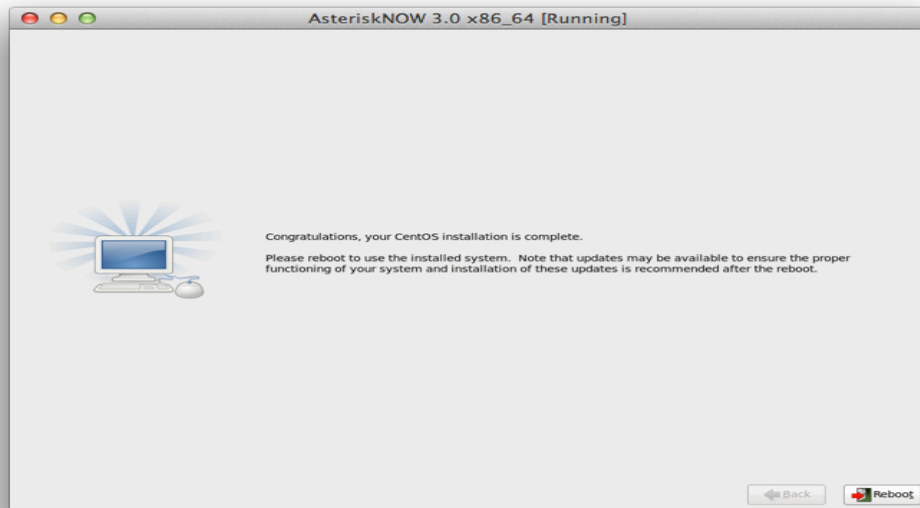 AsteriskNOW 3.0 x86_64 [Running]
Congratulations, your CentOS installation is complete.
Please reboot to use the installed system.  Note that updates may be available to ensure the proper
functioning of your system and installation of these updates is recommended after the reboot.
Back
Reboot